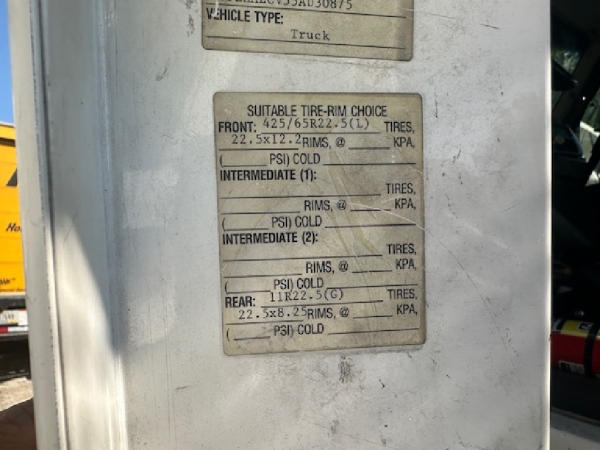 VEHICLE TYPE:
Truck
SUITABLE TIRE-RIM CHOICE
FRONT: 425/65R22.5(L) TIRES,
22.5x12.2 RIMS, @ KPA,
( PSI) COLD
INTERMEDIATE (1):
TIRES,
RIMS, @ KPA,
( PSI) COLD
INTERMEDIATE (2):
TIRES,
RIMS, @ KPA,
( PSI) COLD
REAR: 11R22.5(G) TIRES,
22.5x8.25 RIMS, @ KPA,
( PSI) COLD